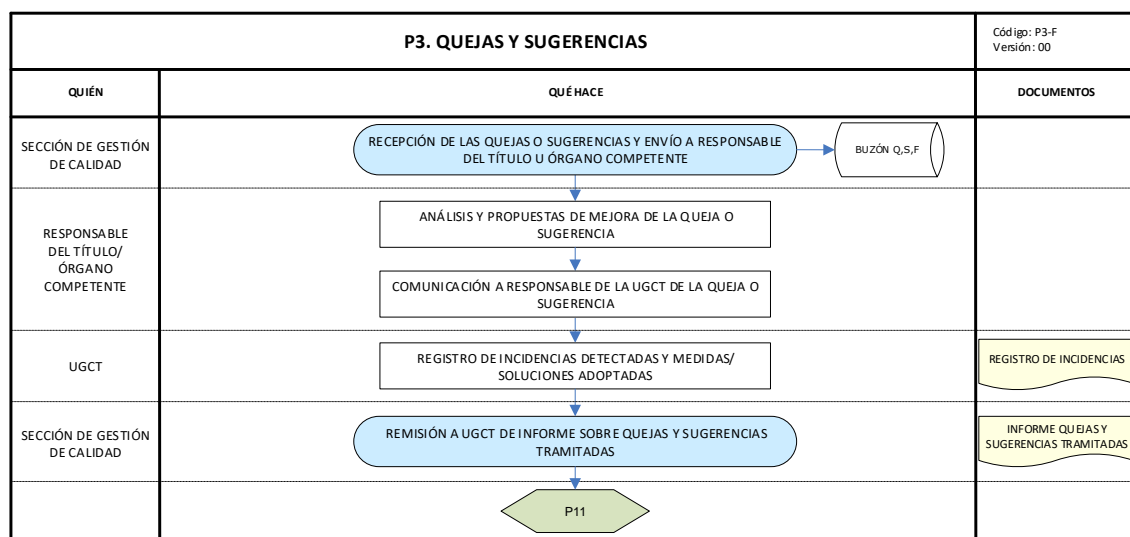 P3. QUEJAS Y SUGERENCIAS
Código: P3-F
Versión: 00
QUIÉN
QUÉ HACE
DOCUMENTOS
SECCIÓN DE GESTIÓN
DE CALIDAD
RECEPCIÓN DE LAS QUEJAS O SUGERENCIAS Y ENVÍO A RESPONSABLE
DEL TÍTULO U ÓRGANO COMPETENTE
BUZÓN Q,S,F
RESPONSABLE
DEL TÍTULO/
ÓRGANO
COMPETENTE
ANÁLISIS Y PROPUESTAS DE MEJORA DE LA QUEJA O
SUGERENCIA
COMUNICACIÓN A RESPONSABLE DE LA UGCT DE LA QUEJA O
SUGERENCIA
UGCT
REGISTRO DE INCIDENCIAS DETECTADAS Y MEDIDAS/
SOLUCIONES ADOPTADAS
REGISTRO DE INCIDENCIAS
SECCIÓN DE GESTIÓN
DE CALIDAD
REMISIÓN A UGCT DE INFORME SOBRE QUEJAS Y SUGERENCIAS
TRAMITADAS
INFORME QUEJAS Y
SUGERENCIAS TRAMITADAS
P11